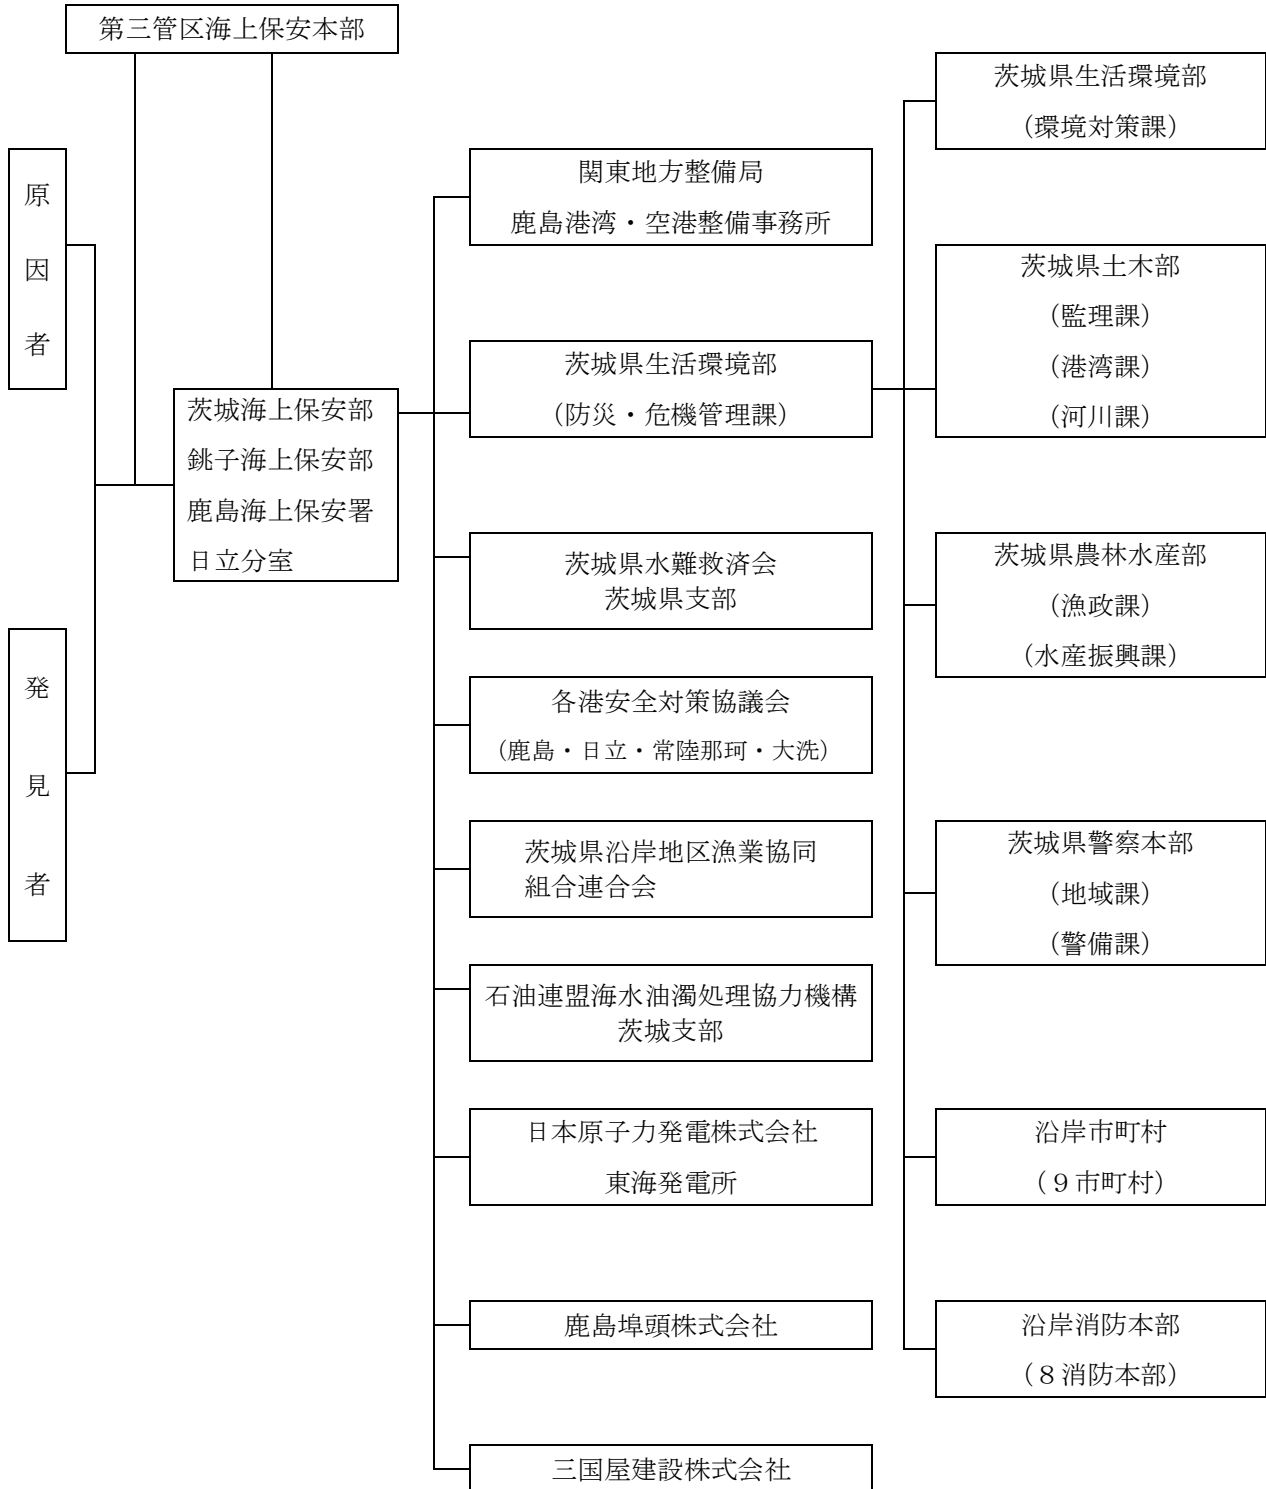 第三管区海上保安本部
原因者
発見者
茨城海上保安部
銚子海上保安部
鹿島海上保安署
日立分室
関東地方整備局
鹿島港湾・空港整備事務所
茨城県生活環境部
（防災・危機管理課）
茨城県水難救済会
茨城県支部
各港安全対策協議会
（鹿島・日立・常陸那珂・大洗）
茨城県沿岸地区漁業協同
組合連合会
石油連盟海水油濁処理協力機構
茨城支部
日本原子力発電株式会社
東海発電所
鹿島埠頭株式会社
三国屋建設株式会社
茨城県生活環境部
（環境対策課）
茨城県土木部
（監理課）
（港湾課）
（河川課）
茨城県農林水産部
（漁政課）
（水産振興課）
茨城県警察本部
（地域課）
（警備課）
沿岸市町村
（９市町村）
沿岸消防本部
（８消防本部）